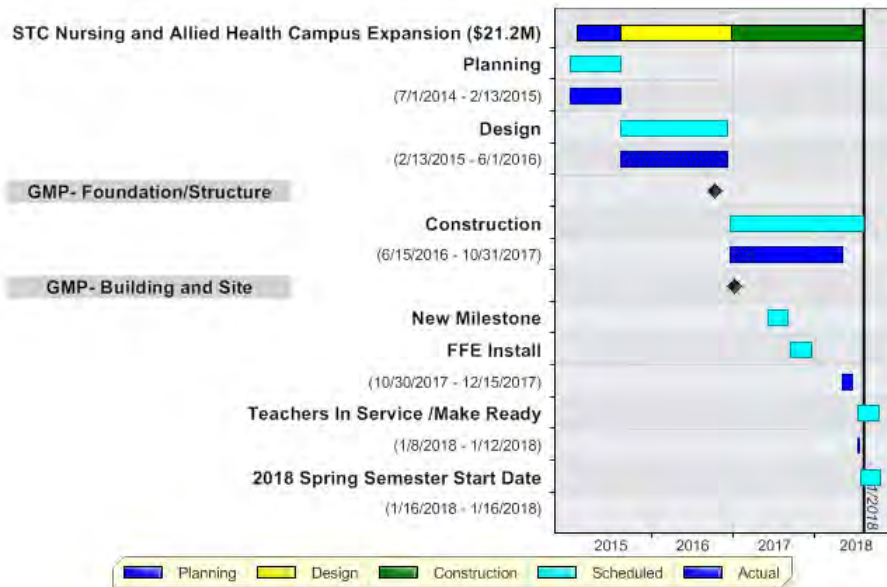 STC Nursing and Allied Health Campus Expansion ($21.2M)
Planning
(7/1/2014 - 2/13/2015)
Design
(2/13/2015 - 6/1/2016)
GMP- Foundation/Structure
Construction
(6/15/2016 - 10/31/2017)
GMP- Building and Site
New Milestone
FFE Install
(10/30/2017 - 12/15/2017)
Teachers In Service /Make Ready
(1/8/2018 - 1/12/2018)
2018 Spring Semester Start Date
(1/16/2018 - 1/16/2018)
2015 2016 2017 2018
Planning Design Construction Scheduled Actual